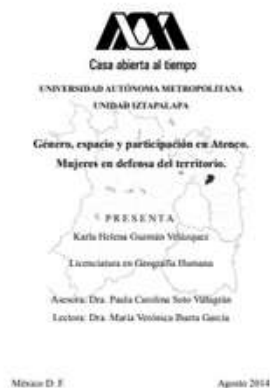 Casa abierta al tiempo
UNIVERSIDAD AUTÓNOMA METROPOLITANA
UNIDAD IZTAPALAPA
Género, espacio y participación en Atenco.
Mujeres en defensa del territorio.
PRESENTA
Karla Helena Guzmán Velázquez
Licenciatura en Geografía Humana
Asesora: Dra. Paula Carolina Soto Villagrán
Lectora: Dra. María Verónica Ibarra García
México D. F.
Agosto 2014